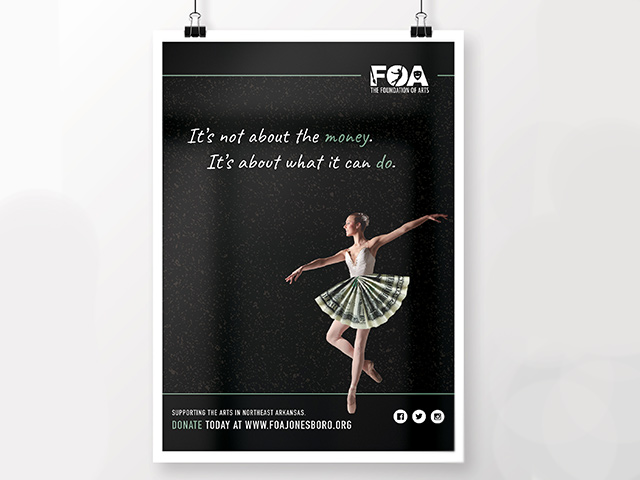 FOA
THE FOUNDATION OF ARTS
It's not about the money.
It's about what it can do.
SUPPORTING THE ARTS IN NORTHEAST ARKANSAS.
DONATE TODAY AT WWW.FOAJONESBORO.ORG